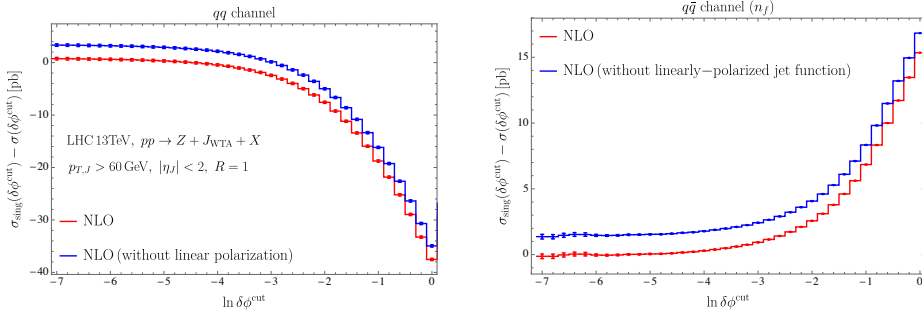 qq channel
σsing(δϕ^cut) − σ(δϕ^cut) [pb]
0
−10
−20
−30
−40
LHC 13TeV, pp → Z + J_WTA + X
p_T,J > 60 GeV, |η_J| < 2, R = 1
NLO
NLO (without linear polarization)
−7 −6 −5 −4 −3 −2 −1 0
ln δϕ^cut
qq̄ channel (n_f)
σsing(δϕ^cut) − σ(δϕ^cut) [pb]
15
10
5
0
NLO
NLO (without linearly−polarized jet function)
−7 −6 −5 −4 −3 −2 −1 0
ln δϕ^cut